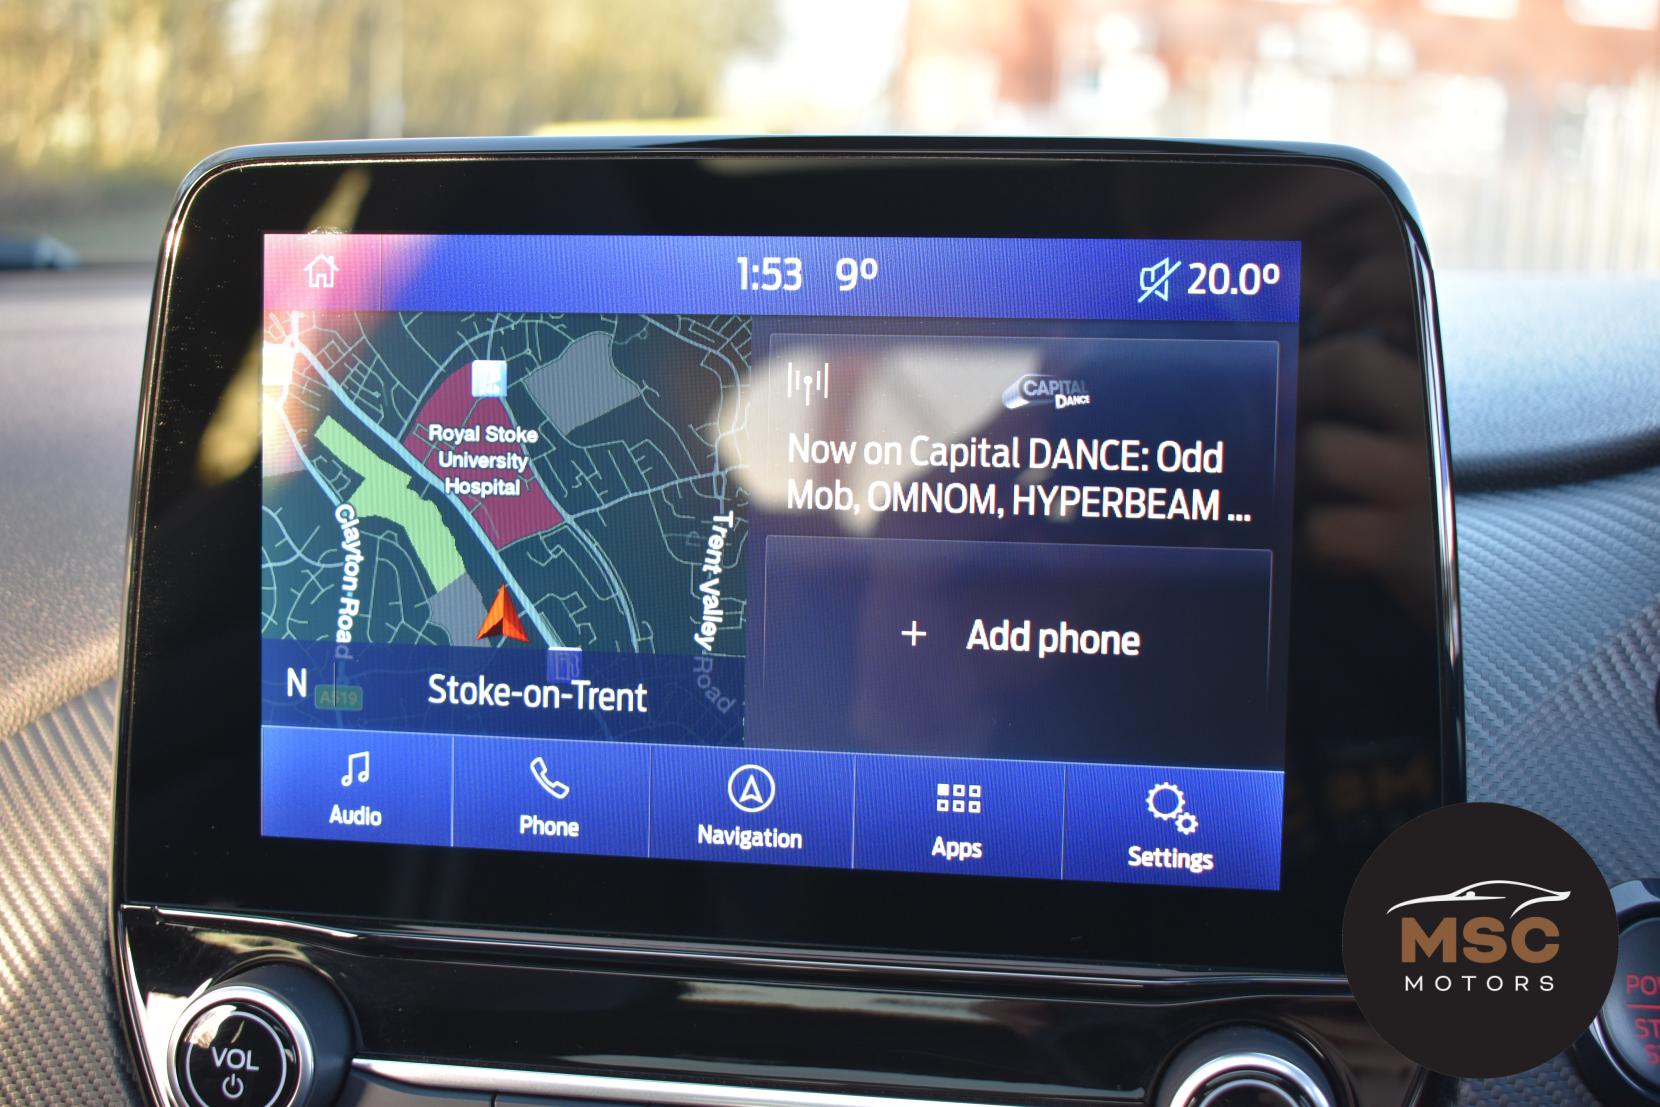 1:53 9º
20.0º
Royal Stoke
University
Hospital
Clayton Road
Trent Valley Road
N
A519
Stoke-on-Trent
CAPITAL
DANCE
Now on Capital DANCE: Odd
Mob, OMNOM, HYPERBEAM ...
+ Add phone
Audio
Phone
Navigation
Apps
Settings
VOL
MSC
MOTORS